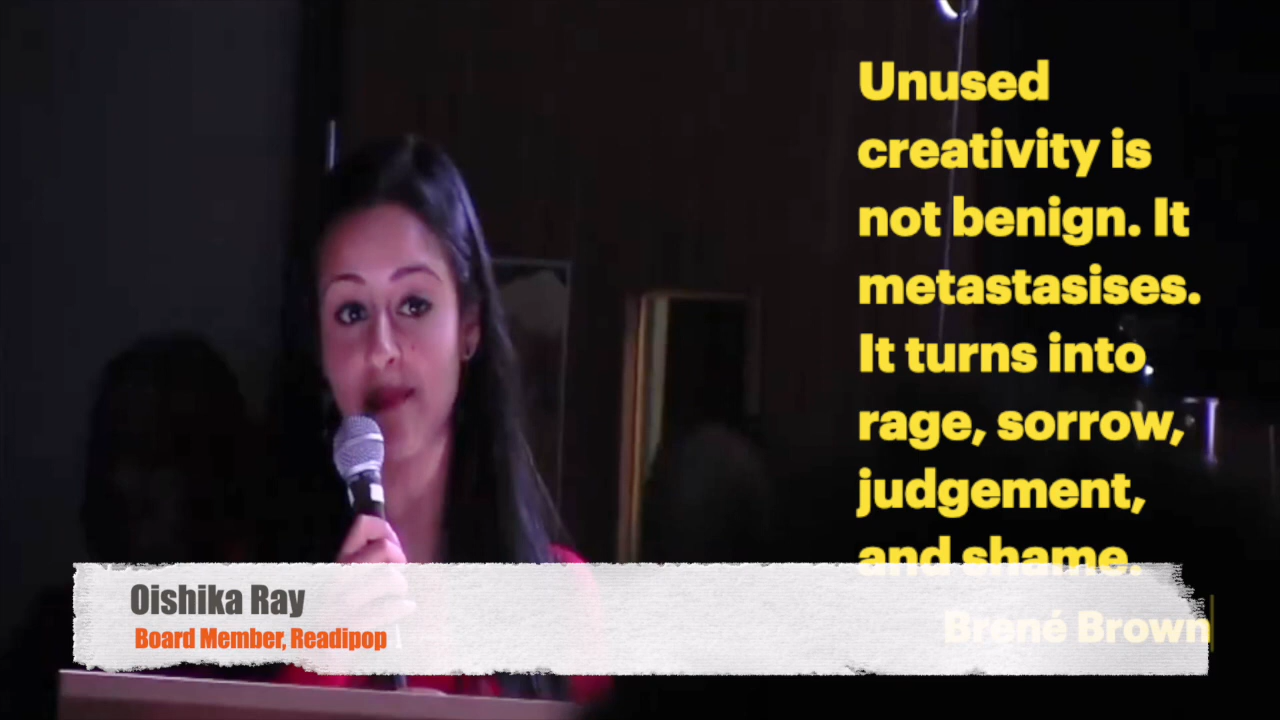 Unused
creativity is
not benign. It
metastasises.
It turns into
rage, sorrow,
judgement,
and shame.
Brené Brown
Oishika Ray
Board Member, Readipop